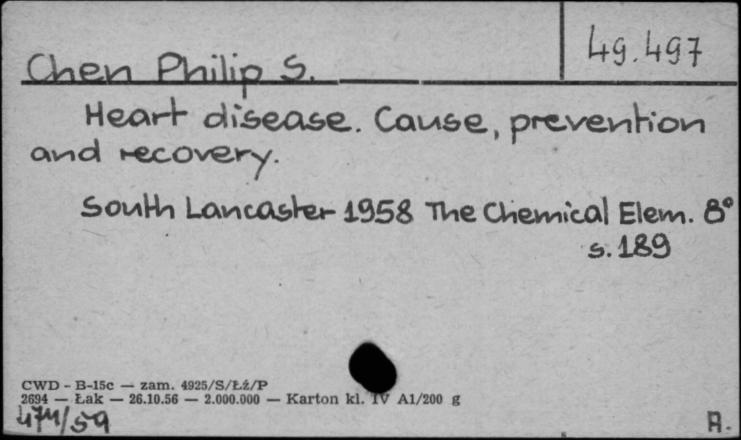 49.497
Chen Philip S.
Heart disease. Cause, prevention
and recovery.
South Lancaster 1958 The Chemical Elem. 8°
s. 189
CWD - B-15c — zam. 4925/S/Łż/P
2694 — Łak — 26.10.56 — 2.000.000 — Karton kl. IV A1/200 g
/59
A.